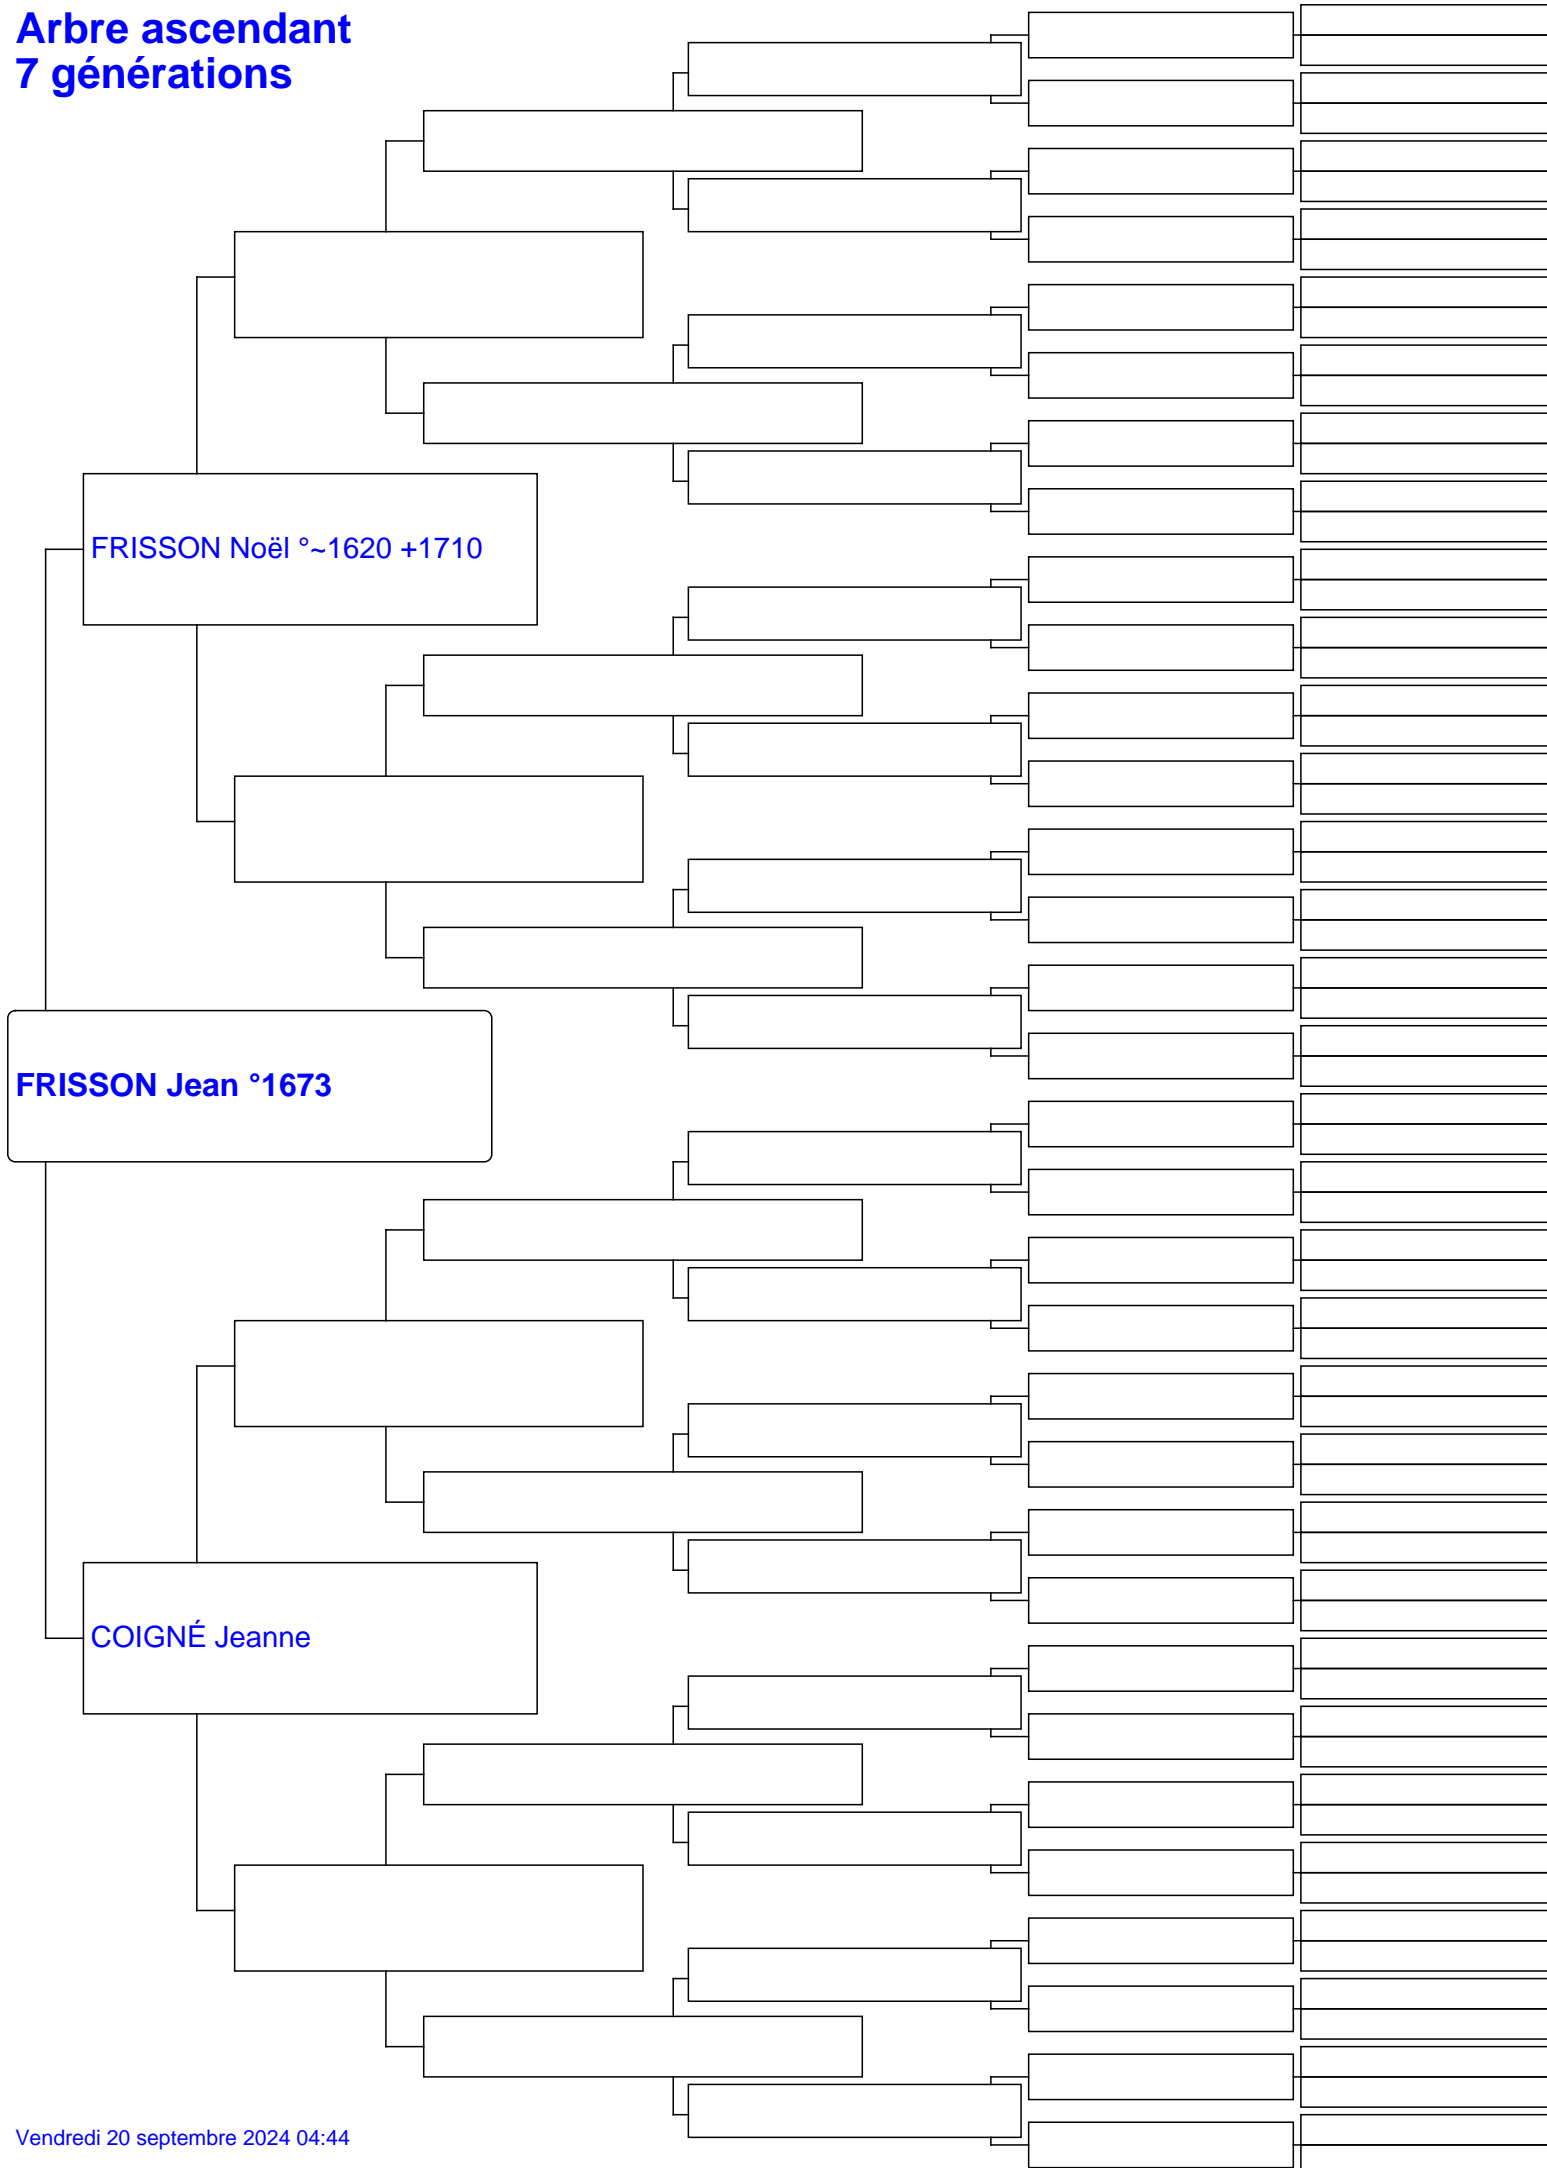 Arbre ascendant
7 générations
FRISSON Noël °~1620 +1710
FRISSON Jean °1673
COIGNÉ Jeanne
Vendredi 20 septembre 2024 04:44